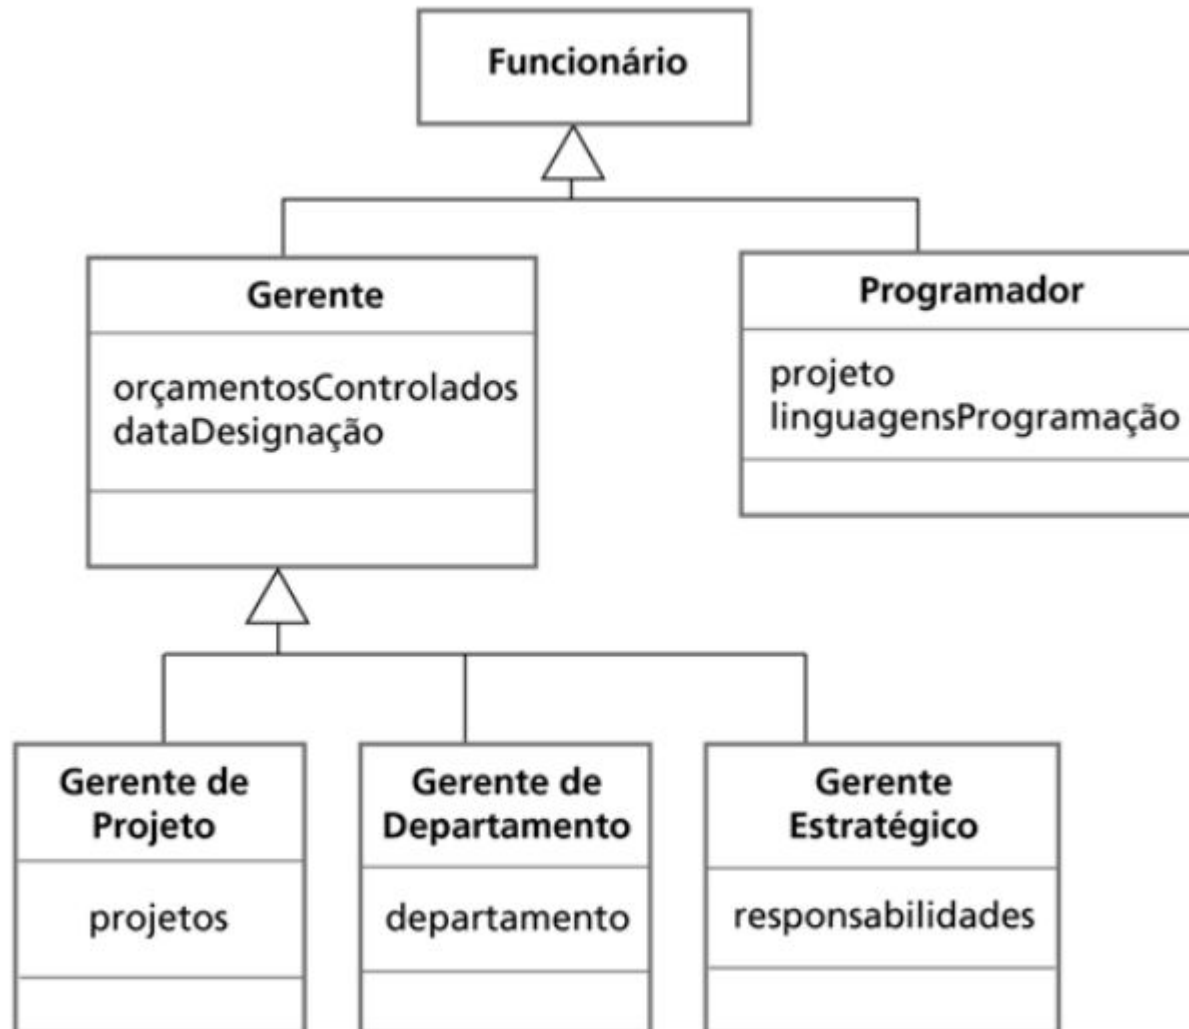 Funcionário
Gerente
orçamentosControlados
dataDesignação
Programador
projeto
linguagensProgramação
Gerente de
Projeto
projetos
Gerente de
Departamento
departamento
Gerente
Estratégico
responsabilidades